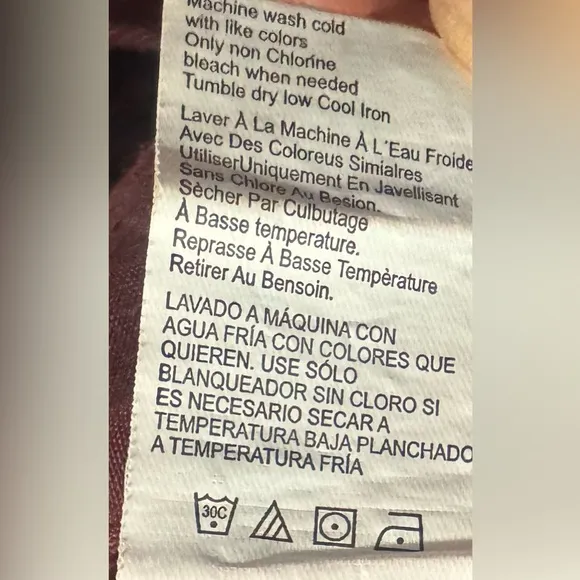 Machine wash cold
with like colors
Only non Chlorine
bleach when needed
Tumble dry low Cool Iron
Laver À La Machine À L'Eau Froide
Avec Des Coloreus Simialres
UtiliserUniquement En Javellisant
Sans Chlore Au Besion.
Sècher Par Culbutage
À Basse temperature.
Reprasse À Basse Tempèrature
Retirer Au Bensoin.
LAVADO A MÁQUINA CON
AGUA FRÍA CON COLORES QUE
QUIEREN. USE SÓLO
BLANQUEADOR SIN CLORO SI
ES NECESARIO SECAR A
TEMPERATURA BAJA PLANCHADO
A TEMPERATURA FRÍA
30C